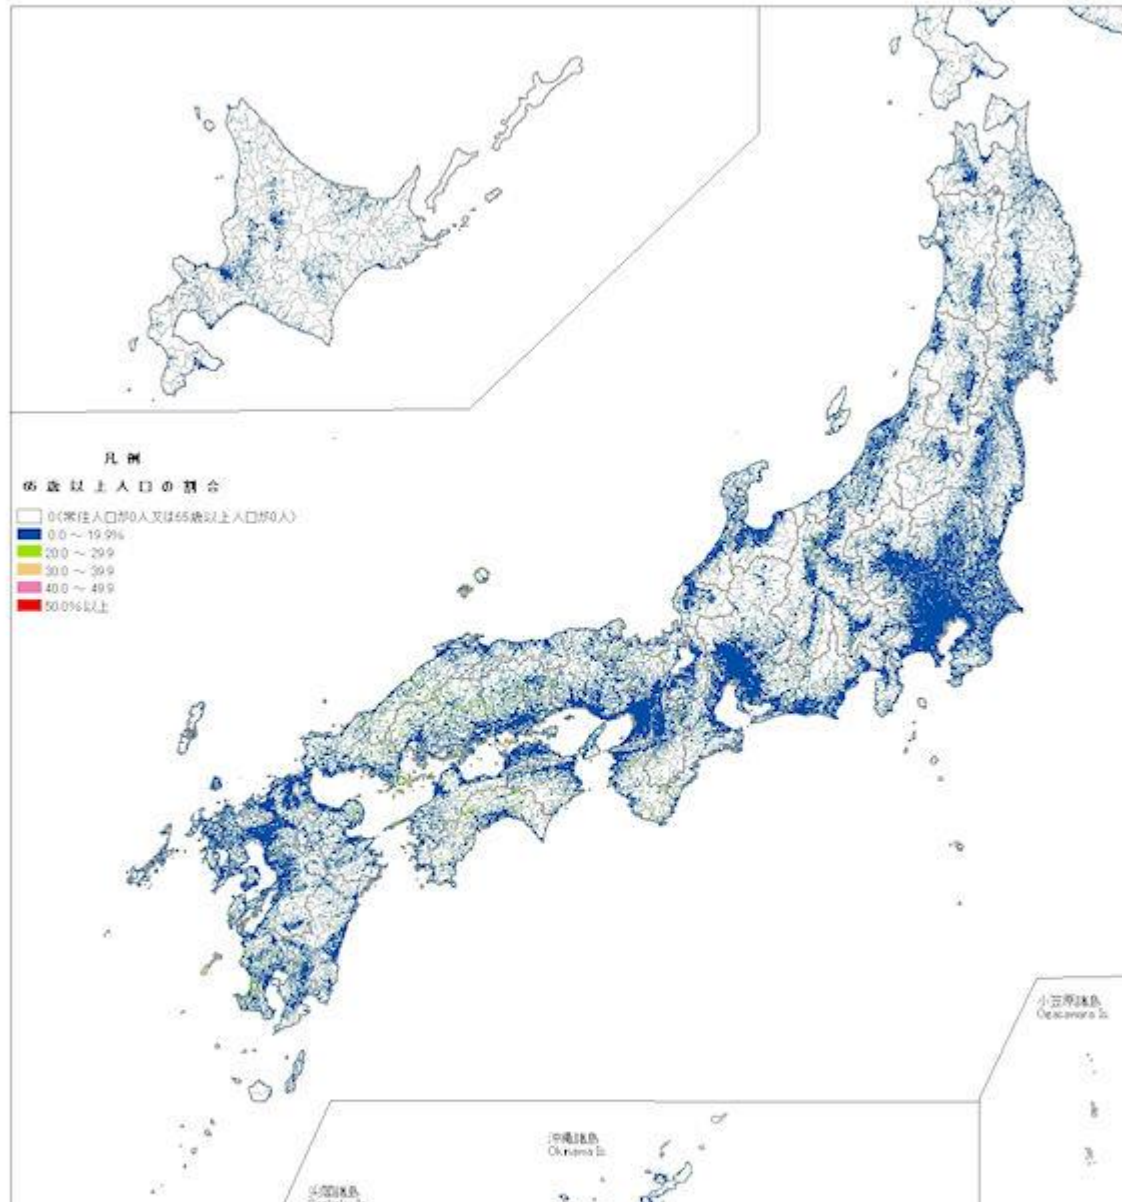 凡例
65歳以上人口の割合
0(常住人口が0人又は65歳以上人口が0人)
0.0 ～ 19.9%
20.0 ～ 29.9
30.0 ～ 39.9
40.0 ～ 49.9
50.0%以上
小笠原諸島
Ogasawara Is.
沖縄諸島
Okinawa Is.